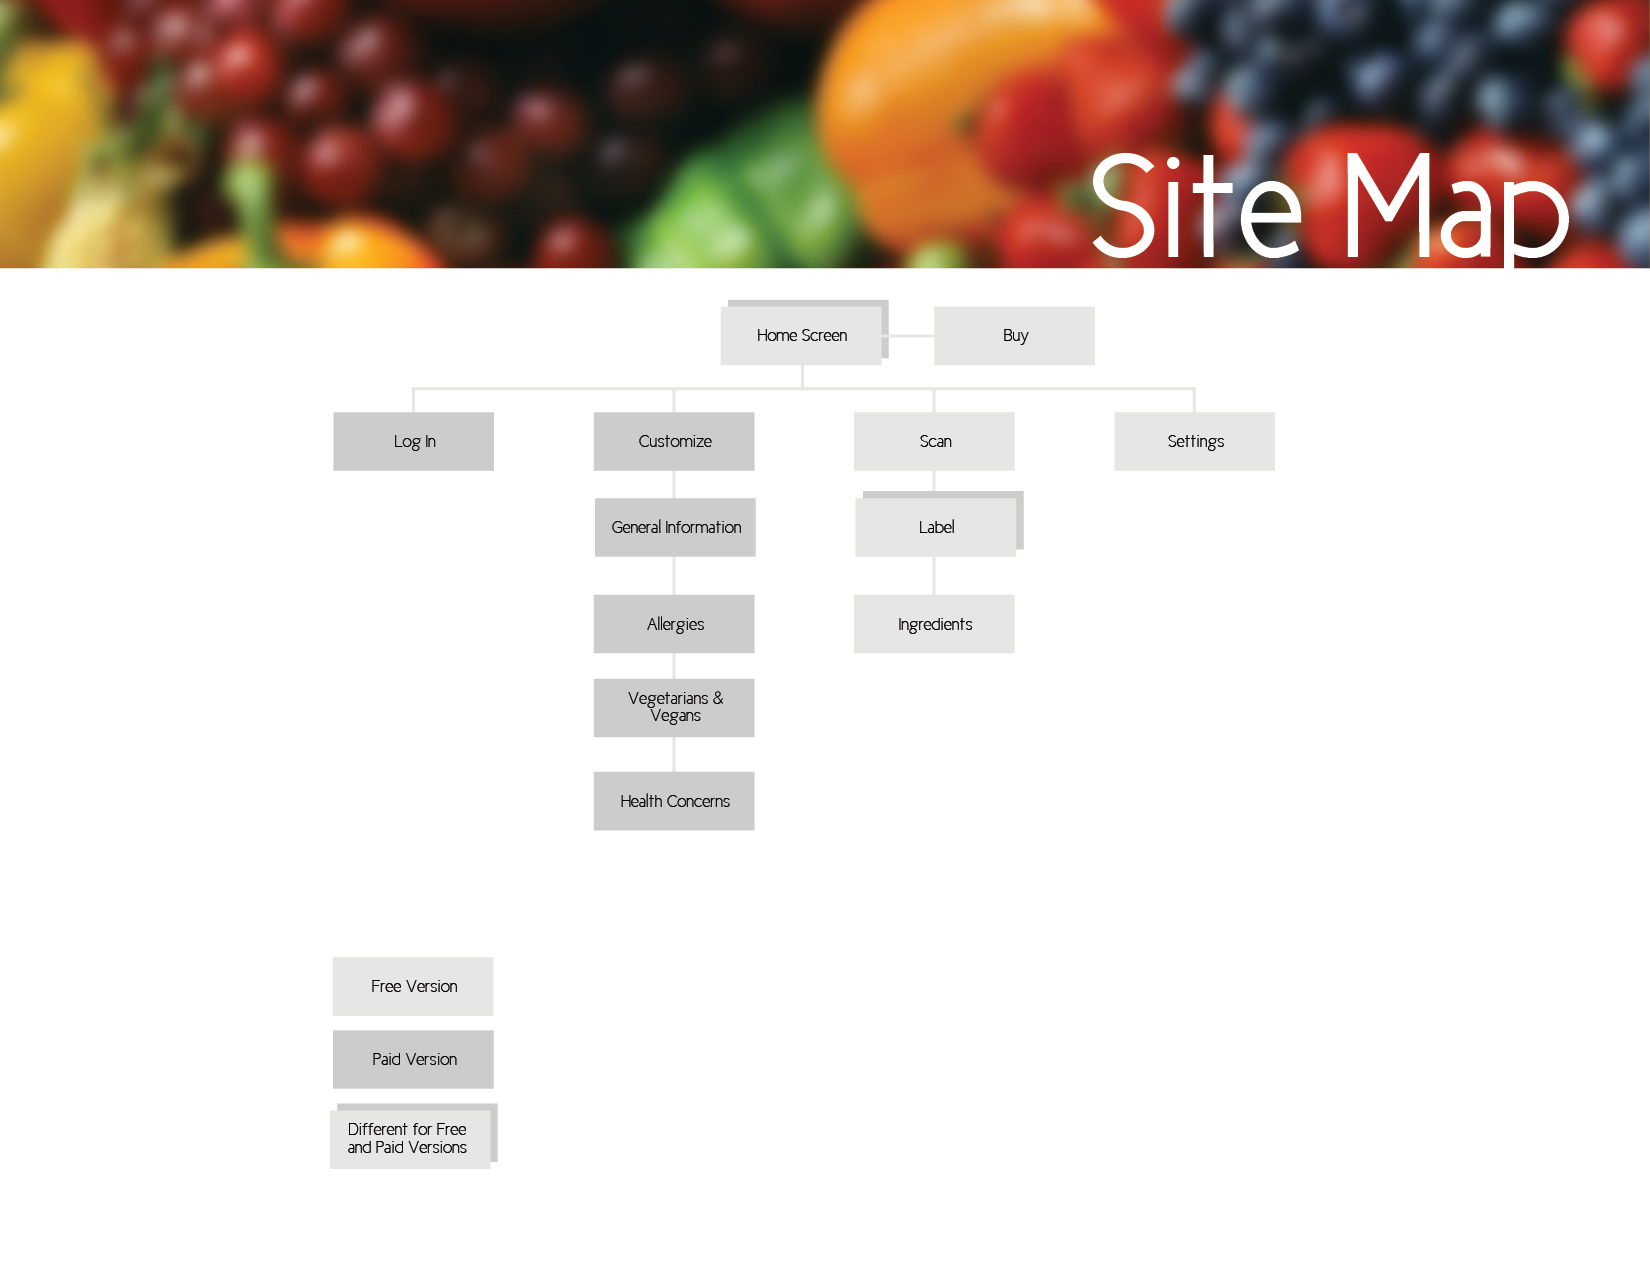 Site Map
Home Screen
Buy
Log In
Customize
Scan
Settings
General Information
Label
Allergies
Ingredients
Vegetarians &
Vegans
Health Concerns
Free Version
Paid Version
Different for Free
and Paid Versions